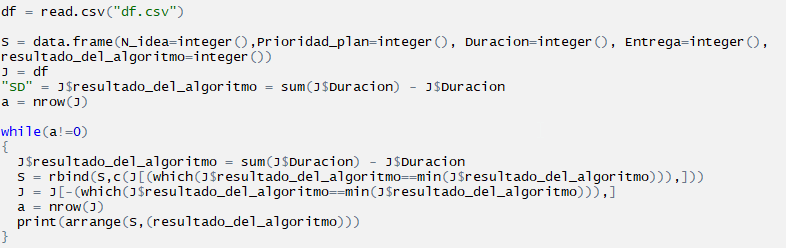 df = read.csv("df.csv")
S = data.frame(N_idea=integer(),Prioridad_plan=integer(), Duracion=integer(), Entrega=integer(),
resultado_del_algoritmo=integer())
J = df
"SD" = J$resultado_del_algoritmo = sum(J$Duracion) - J$Duracion
a = nrow(J)
while(a!=0)
{
  J$resultado_del_algoritmo = sum(J$Duracion) - J$Duracion
  S = rbind(S,c(J[(which(J$resultado_del_algoritmo==min(J$resultado_del_algoritmo))),]))
  J = J[-(which(J$resultado_del_algoritmo==min(J$resultado_del_algoritmo))),]
  a = nrow(J)
  print(arrange(S,(resultado_del_algoritmo)))
}